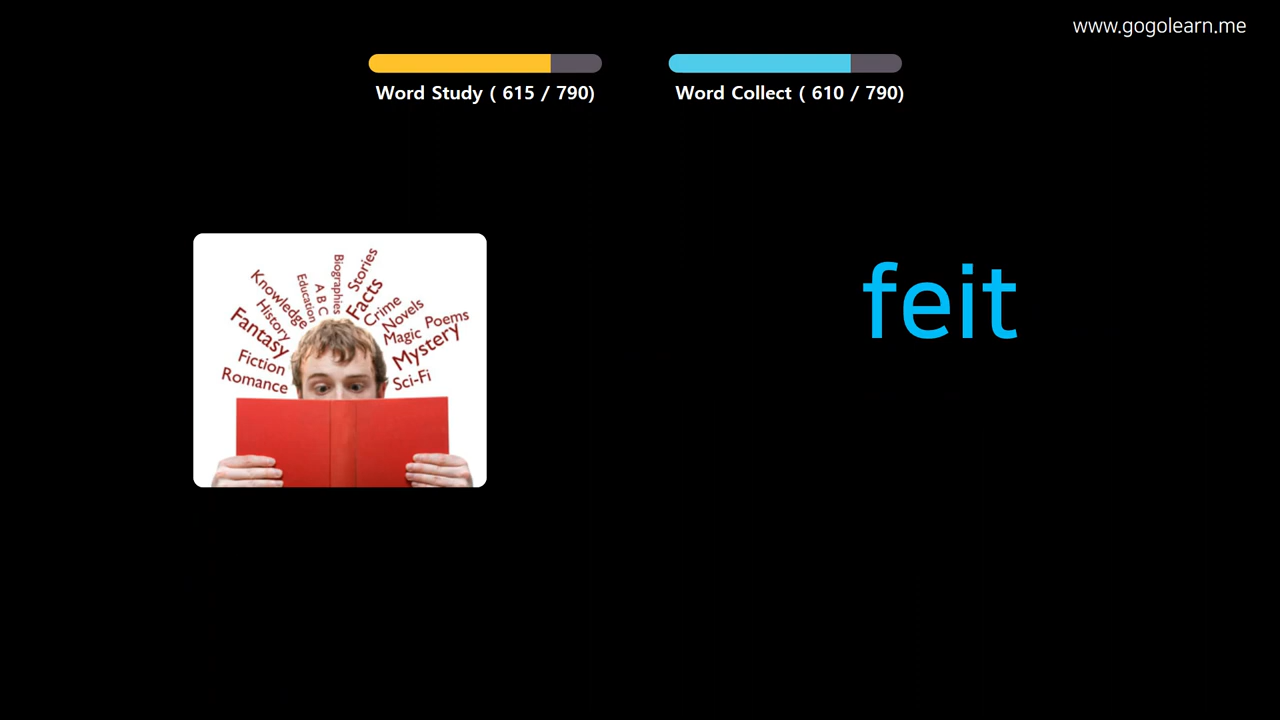 www.gogolearn.me
Word Study ( 615 / 790)
Word Collect ( 610 / 790)
feit
Knowledge
History
Fantasy
Fiction
Romance
Education
A B C
Biographies
Stories
Facts
Crime
Novels
Magic
Poems
Mystery
Sci-Fi